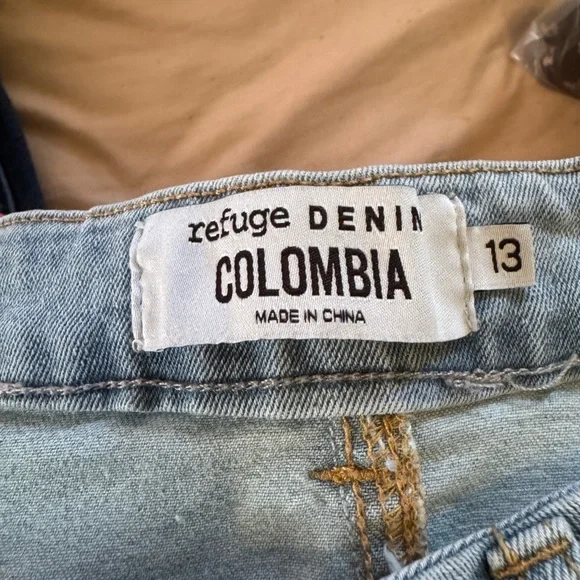 refuge DENIM
COLOMBIA
MADE IN CHINA
13